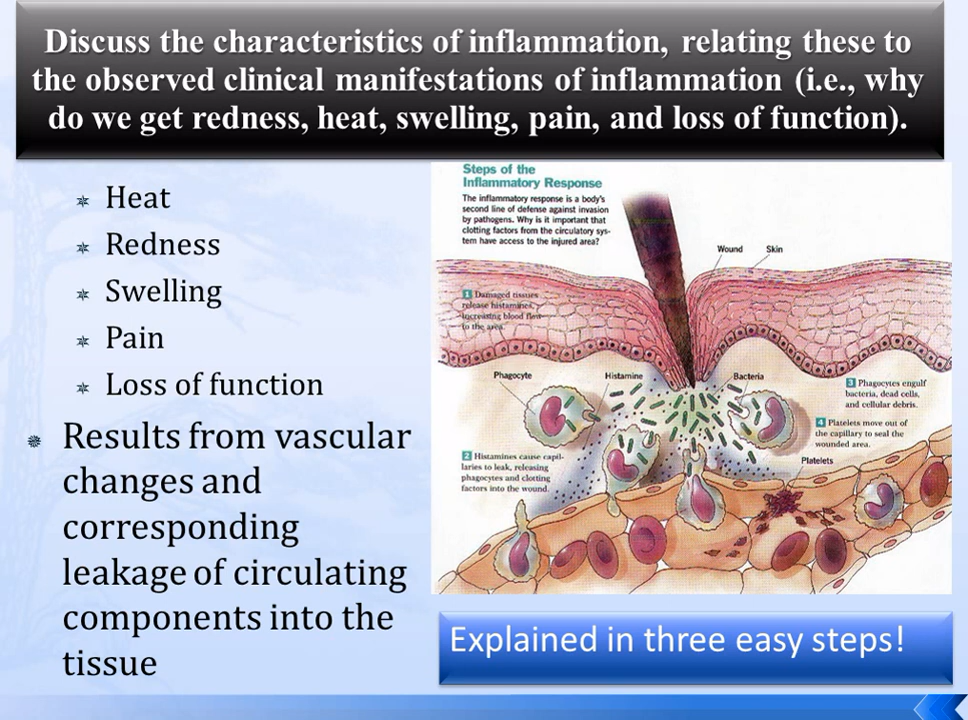 Discuss the characteristics of inflammation, relating these to
the observed clinical manifestations of inflammation (i.e., why
do we get redness, heat, swelling, pain, and loss of function).
Heat
Redness
Swelling
Pain
Loss of function
Results from vascular
changes and
corresponding
leakage of circulating
components into the
tissue
Steps of the
Inflammatory Response
The inflammatory response is a body's
second line of defense against invasion
by pathogens. Why is it important that
clotting factors from the circulatory sys-
tem have access to the injured area?
Wound
Skin
1 Damaged tissues
release histamines,
increasing blood flow
to the area.
Phagocyte
Histamine
Bacteria
3 Phagocytes engulf
bacteria, dead cells,
and cellular debris.
4 Platelets move out of
the capillary to seal the
wounded area.
2 Histamines cause capil-
laries to leak, releasing
phagocytes and clotting
factors into the wound.
Platelets
Explained in three easy steps!